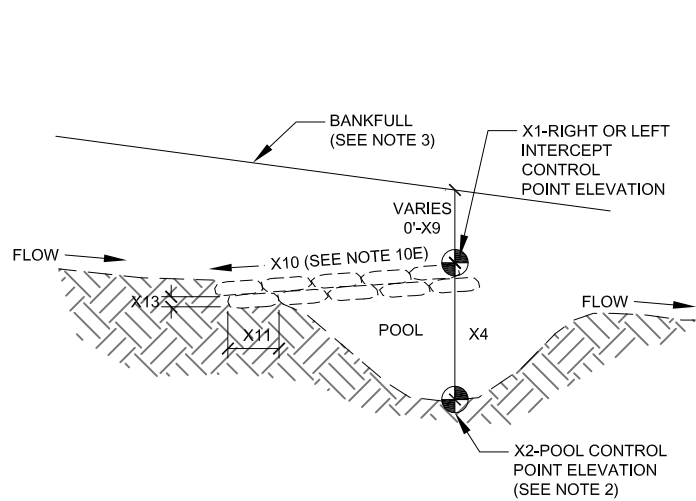 BANKFULL
(SEE NOTE 3)
X1-RIGHT OR LEFT
INTERCEPT
CONTROL
POINT ELEVATION
VARIES
0'-X9
FLOW
X10 (SEE NOTE 10E)
X13
FLOW
POOL
X4
X11
X2-POOL CONTROL
POINT ELEVATION
(SEE NOTE 2)